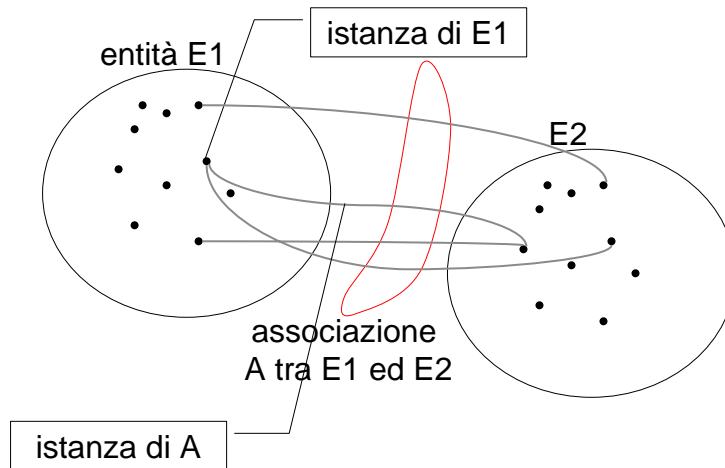 istanza di E1
entità E1
E2
associazione
A tra E1 ed E2
istanza di A